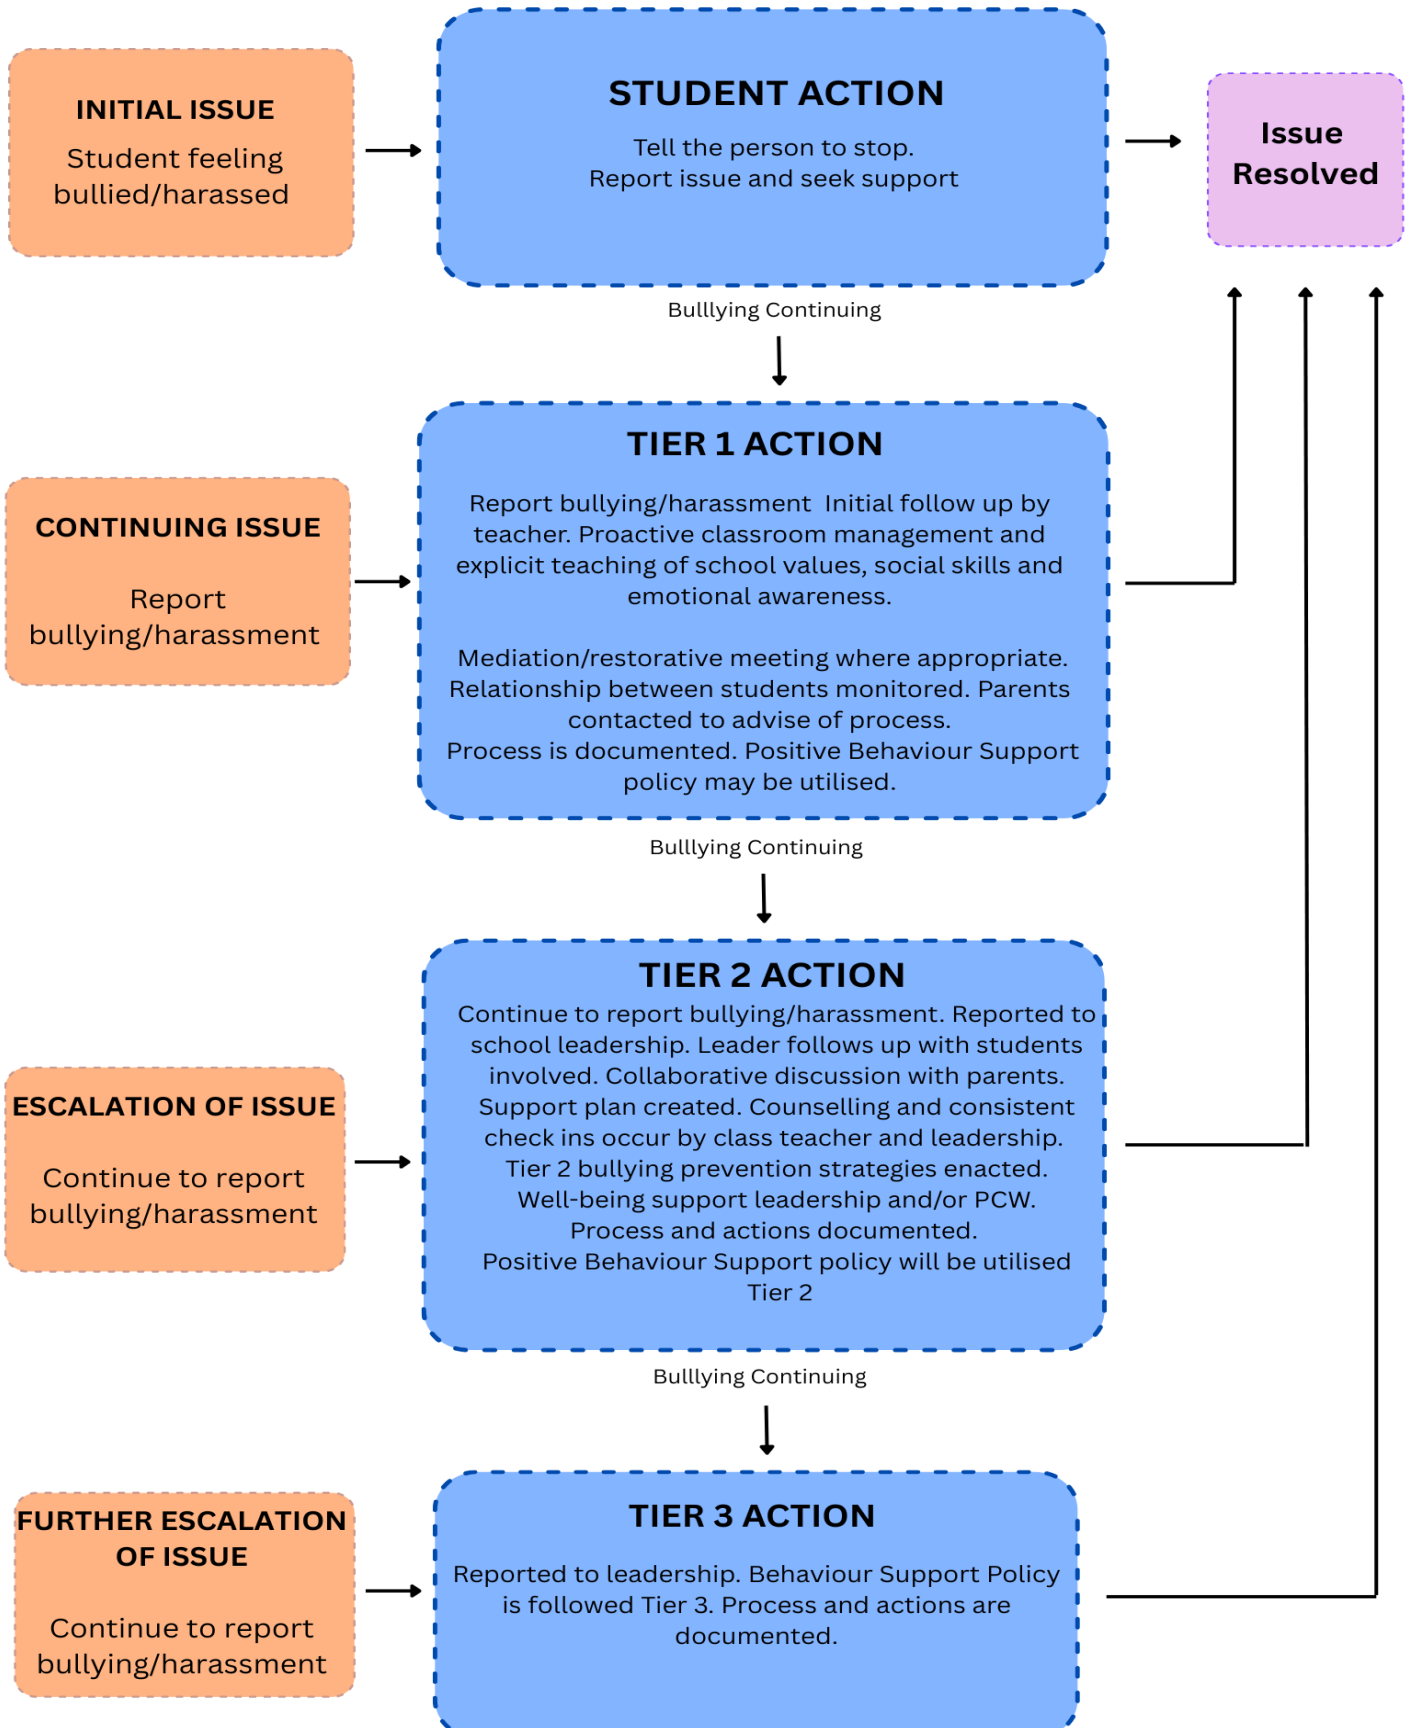 INITIAL ISSUE
Student feeling
bullied/harassed
STUDENT ACTION
Tell the person to stop.
Report issue and seek support
Issue
Resolved
Bulllying Continuing
CONTINUING ISSUE
Report
bullying/harassment
TIER 1 ACTION
Report bullying/harassment  Initial follow up by
teacher. Proactive classroom management and
explicit teaching of school values, social skills and
emotional awareness.
Mediation/restorative meeting where appropriate.
Relationship between students monitored. Parents
contacted to advise of process.
Process is documented. Positive Behaviour Support
policy may be utilised.
Bulllying Continuing
ESCALATION OF ISSUE
Continue to report
bullying/harassment
TIER 2 ACTION
Continue to report bullying/harassment. Reported to
school leadership. Leader follows up with students
involved. Collaborative discussion with parents.
Support plan created. Counselling and consistent
check ins occur by class teacher and leadership.
Tier 2 bullying prevention strategies enacted.
Well-being support leadership and/or PCW.
Process and actions documented.
Positive Behaviour Support policy will be utilised
Tier 2
Bulllying Continuing
FURTHER ESCALATION
OF ISSUE
Continue to report
bullying/harassment
TIER 3 ACTION
Reported to leadership. Behaviour Support Policy
is followed Tier 3. Process and actions are
documented.